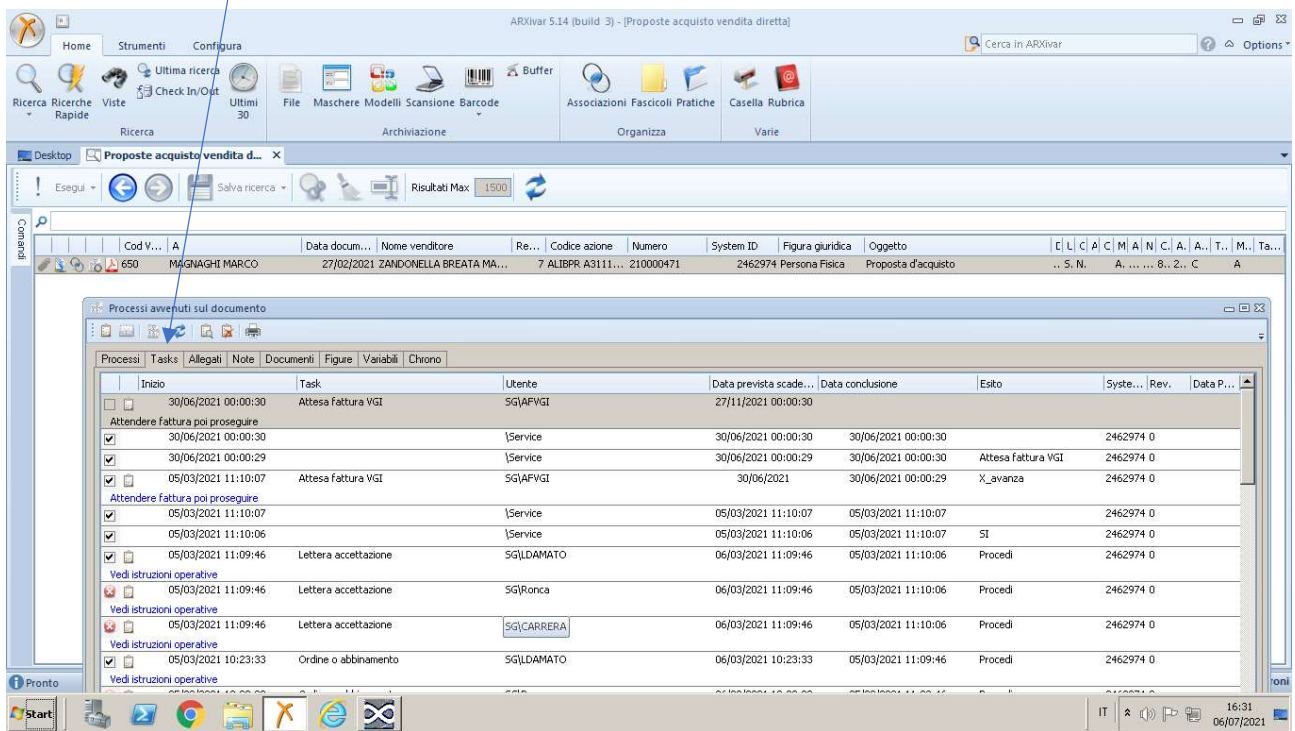 ARXivar 5.14 (build 3) - [Proposte acquisto vendita diretta]
Home Strumenti Configura
Cerca in ARXivar
Options
Ricerca
Ricerche Rapide
Viste
Ultima ricerca
Check In/Out
Ultimi 30
File Maschere Modelli Scansione Barcode
Buffer
Associazioni Fascicoli Pratiche
Casella Rubrica
Ricerca Archiviazione Organizza Varie
Desktop Proposte acquisto vendita d... X
Esegui Salva ricerca Risultati Max 1500
Comandi
Cod V... A Data docum... Nome venditore Re... Codice azione Numero System ID Figura giuridica Oggetto L C A C M A N C. A. A.. T.. M.. Ta...
650 MAGNAGHI MARCO 27/02/2021 ZANDONELLA BREATA MA... 7 ALIBPR A3111... 210000471 2462974 Persona Fisica Proposta d'acquisto .. S. N. A. ... ... 8.. 2.. C A
Processi avvenuti sul documento
Processi Tasks Allegati Note Documenti Figure Variabili Chrono
Inizio Task Utente Data prevista scade... Data conclusione Esito Syste... Rev. Data P...
30/06/2021 00:00:30 Attesa fattura VGI SG\AFVGI 27/11/2021 00:00:30
Attendere fattura poi proseguire
30/06/2021 00:00:30 \Service 30/06/2021 00:00:30 30/06/2021 00:00:30 2462974 0
30/06/2021 00:00:29 \Service 30/06/2021 00:00:29 30/06/2021 00:00:30 Attesa fattura VGI 2462974 0
05/03/2021 11:10:07 Attesa fattura VGI SG\AFVGI 30/06/2021 30/06/2021 00:00:29 X_avanza 2462974 0
Attendere fattura poi proseguire
05/03/2021 11:10:07 \Service 05/03/2021 11:10:07 05/03/2021 11:10:07 2462974 0
05/03/2021 11:10:06 \Service 05/03/2021 11:10:06 05/03/2021 11:10:07 SI 2462974 0
05/03/2021 11:09:46 Lettera accettazione SG\LDAMATO 06/03/2021 11:09:46 05/03/2021 11:10:06 Procedi 2462974 0
Vedi istruzioni operative
05/03/2021 11:09:46 Lettera accettazione SG\Ronca 06/03/2021 11:09:46 05/03/2021 11:10:06 Procedi 2462974 0
Vedi istruzioni operative
05/03/2021 11:09:46 Lettera accettazione SG\CARRERA 06/03/2021 11:09:46 05/03/2021 11:10:06 Procedi 2462974 0
Vedi istruzioni operative
05/03/2021 10:23:33 Ordine o abbinamento SG\LDAMATO 06/03/2021 10:23:33 05/03/2021 11:09:46 Procedi 2462974 0
Vedi istruzioni operative
Pronto
Start IT 16:31
06/07/2021